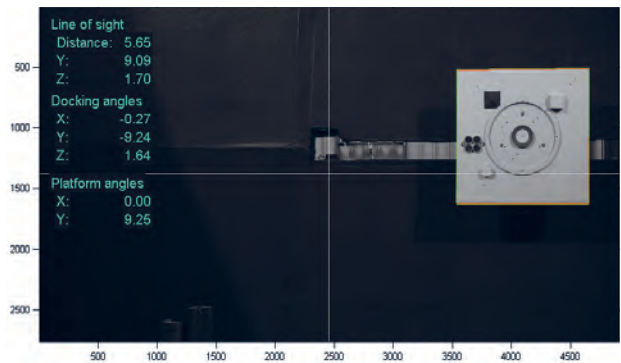 Line of sight
Distance: 5.65
Y: 9.09
Z: 1.70
Docking angles
X: -0.27
Y: -9.24
Z: 1.64
Platform angles
X: 0.00
Y: 9.25
500
1000
1500
2000
2500
500 1000 1500 2000 2500 3000 3500 4000 4500